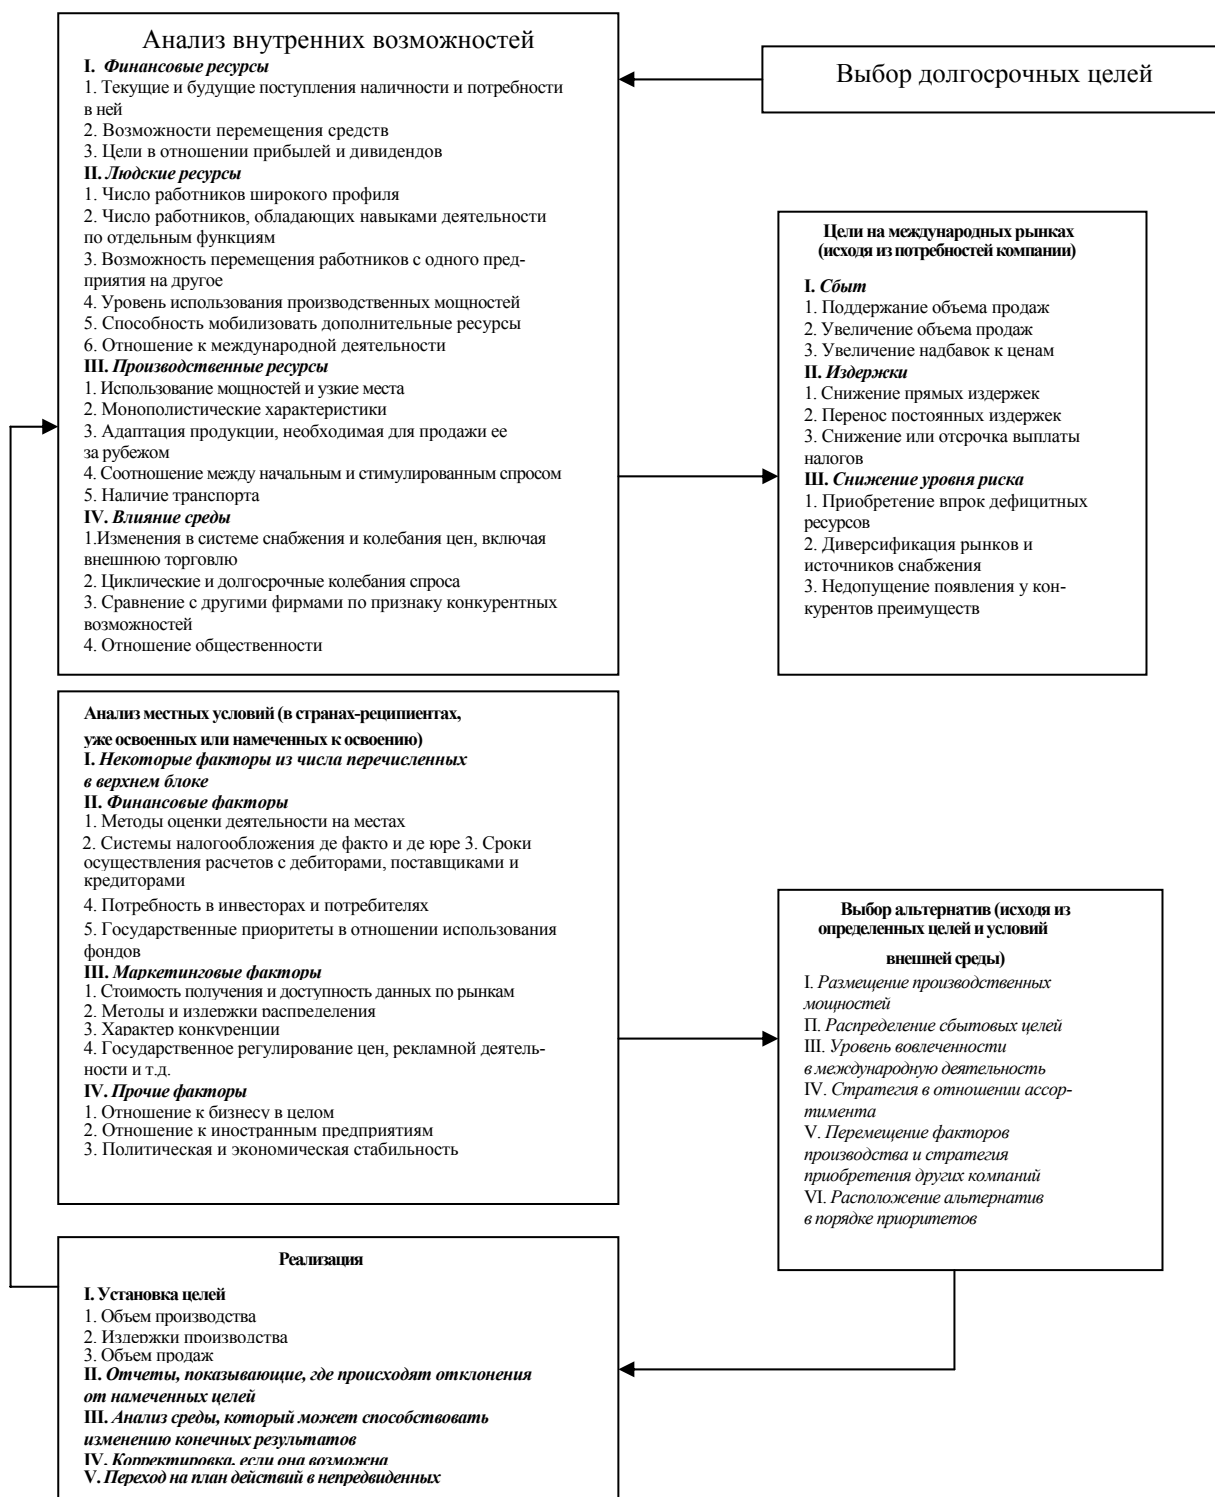 Анализ внутренних возможностей
I. Финансовые ресурсы
1. Текущие и будущие поступления наличности и потребности
в ней
2. Возможности перемещения средств
3. Цели в отношении прибылей и дивидендов
II. Людские ресурсы
1. Число работников широкого профиля
2. Число работников, обладающих навыками деятельности
по отдельным функциям
3. Возможность перемещения работников с одного пред-
приятия на другое
4. Уровень использования производственных мощностей
5. Способность мобилизовать дополнительные ресурсы
6. Отношение к международной деятельности
III. Производственные ресурсы
1. Использование мощностей и узкие места
2. Монополистические характеристики
3. Адаптация продукции, необходимая для продажи ее
за рубежом
4. Соотношение между начальным и стимулированным спросом
5. Наличие транспорта
IV. Влияние среды
1.Изменения в системе снабжения и колебания цен, включая
внешнюю торговлю
2. Циклические и долгосрочные колебания спроса
3. Сравнение с другими фирмами по признаку конкурентных
возможностей
4. Отношение общественности
Выбор долгосрочных целей
Цели на международных рынках
(исходя из потребностей компании)
I. Сбыт
1. Поддержание объема продаж
2. Увеличение объема продаж
3. Увеличение надбавок к ценам
II. Издержки
1. Снижение прямых издержек
2. Перенос постоянных издержек
3. Снижение или отсрочка выплаты
налогов
III. Снижение уровня риска
1. Приобретение впрок дефицитных
ресурсов
2. Диверсификация рынков и
источников снабжения
3. Недопущение появления у кон-
курентов преимуществ
Анализ местных условий (в странах-реципиентах,
уже освоенных или намеченных к освоению)
I. Некоторые факторы из числа перечисленных
в верхнем блоке
II. Финансовые факторы
1. Методы оценки деятельности на местах
2. Системы налогообложения де факто и де юре 3. Сроки
осуществления расчетов с дебиторами, поставщиками и
кредиторами
4. Потребность в инвесторах и потребителях
5. Государственные приоритеты в отношении использования
фондов
III. Маркетинговые факторы
1. Стоимость получения и доступность данных по рынкам
2. Методы и издержки распределения
3. Характер конкуренции
4. Государственное регулирование цен, рекламной деятель-
ности и т.д.
IV. Прочие факторы
1. Отношение к бизнесу в целом
2. Отношение к иностранным предприятиям
3. Политическая и экономическая стабильность
Выбор альтернатив (исходя из
определенных целей и условий
внешней среды)
I. Размещение производственных
мощностей
П. Распределение сбытовых целей
III. Уровень вовлеченности
в международную деятельность
IV. Стратегия в отношении ассор-
тимента
V. Перемещение факторов
производства и стратегия
приобретения других компаний
VI. Расположение альтернатив
в порядке приоритетов
Реализация
I. Установка целей
1. Объем производства
2. Издержки производства
3. Объем продаж
II. Отчеты, показывающие, где происходят отклонения
от намеченных целей
III. Анализ среды, который может способствовать
изменению конечных результатов
IV. Корректировка, если она возможна
V. Переход на план действий в непредвиденных